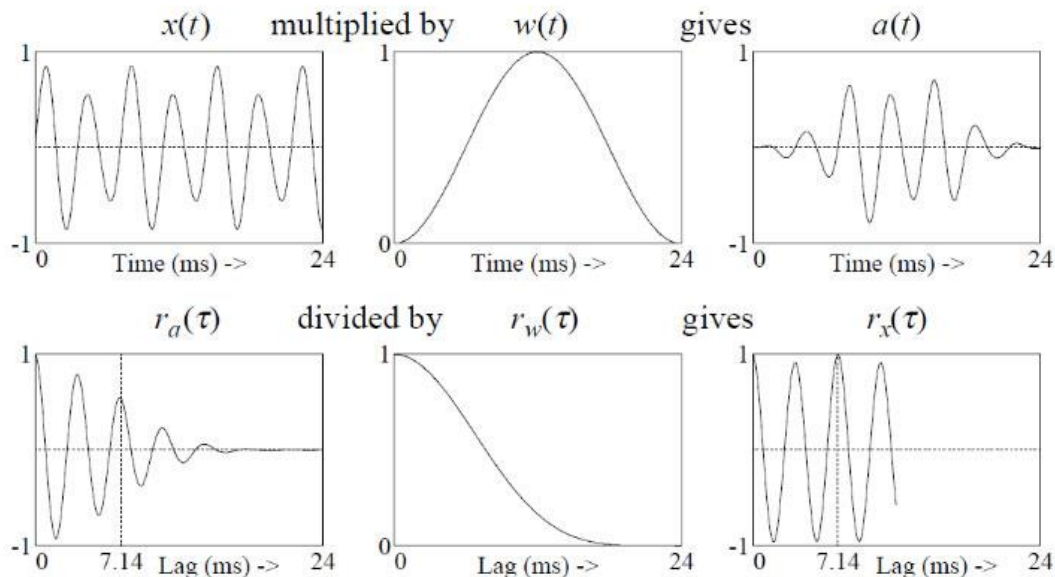 x(t) multiplied by w(t) gives a(t)
1 1 1
-1 0 -1
0 Time (ms) -> 24 0 Time (ms) -> 24 0 Time (ms) -> 24
r_a(τ) divided by r_w(τ) gives r_x(τ)
1 1 1
-1 0 -1
0 7.14 Lag (ms) -> 24 0 Lag (ms) -> 24 0 7.14 Lag (ms) -> 24